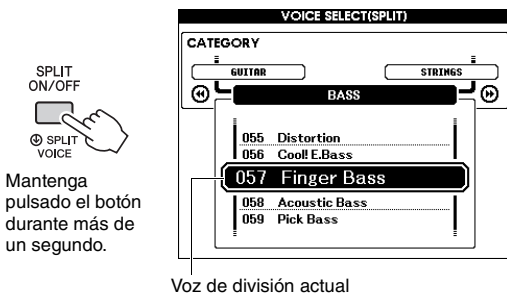 SPLIT
ON/OFF
SPLIT
VOICE
Mantenga
pulsado el botón
durante más de
un segundo.
VOICE SELECT(SPLIT)
CATEGORY
GUITAR
STRINGS
BASS
055 Distortion
056 Cool! E.Bass
057 Finger Bass
058 Acoustic Bass
059 Pick Bass
Voz de división actual